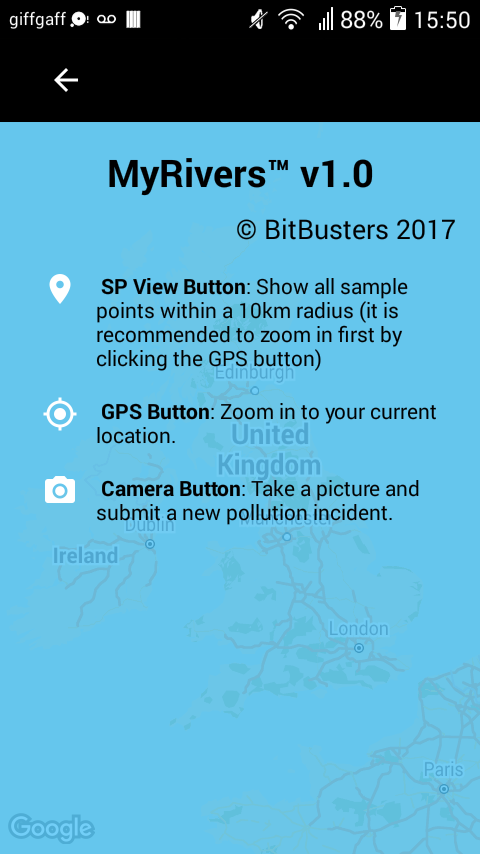 giffgaff 88% 15:50
MyRivers™ v1.0
© BitBusters 2017
SP View Button: Show all sample
points within a 10km radius (it is
recommended to zoom in first by
clicking the GPS button)
Edinburgh
GPS Button: Zoom in to your current
location.
United
Kingdom
Camera Button: Take a picture and
submit a new pollution incident.
Dublin Manchester
Ireland
London
Paris
Google